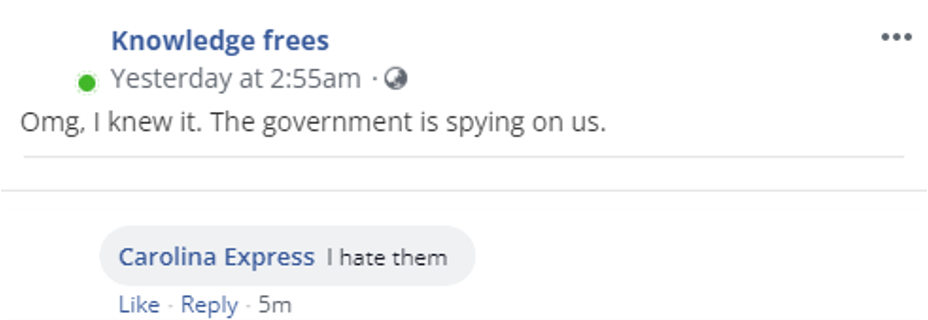 Knowledge frees
•••
Yesterday at 2:55am ·
Omg, I knew it. The government is spying on us.
Carolina Express I hate them
Like · Reply · 5m